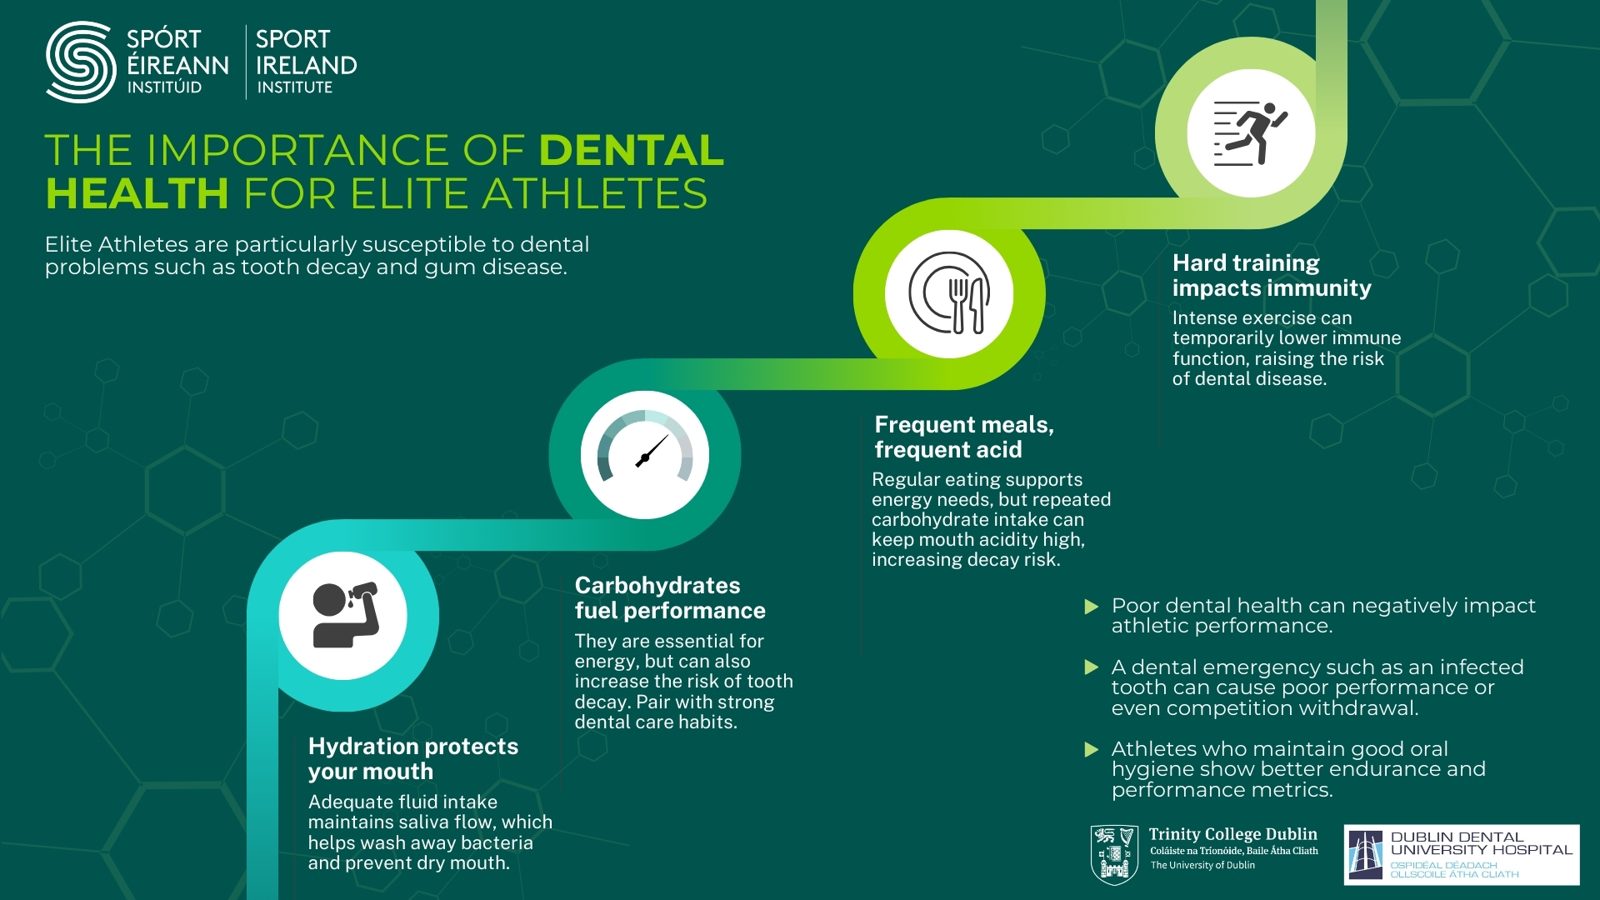 SPÓRT
ÉIREANN
INSTITIÚID
SPORT
IRELAND
INSTITUTE
THE IMPORTANCE OF DENTAL
HEALTH FOR ELITE ATHLETES
Elite Athletes are particularly susceptible to dental
problems such as tooth decay and gum disease.
Hydration protects
your mouth
Adequate fluid intake
maintains saliva flow, which
helps wash away bacteria
and prevent dry mouth.
Carbohydrates
fuel performance
They are essential for
energy, but can also
increase the risk of tooth
decay. Pair with strong
dental care habits.
Frequent meals,
frequent acid
Regular eating supports
energy needs, but repeated
carbohydrate intake can
keep mouth acidity high,
increasing decay risk.
Hard training
impacts immunity
Intense exercise can
temporarily lower immune
function, raising the risk
of dental disease.
Poor dental health can negatively impact
athletic performance.
A dental emergency such as an infected
tooth can cause poor performance or
even competition withdrawal.
Athletes who maintain good oral
hygiene show better endurance and
performance metrics.
Trinity College Dublin
Coláiste na Tríonóide, Baile Átha Cliath
The University of Dublin
DUBLIN DENTAL
UNIVERSITY HOSPITAL
OSPIDÉAL DÉADACH
OLLSCOILE ÁTHA CLIATH